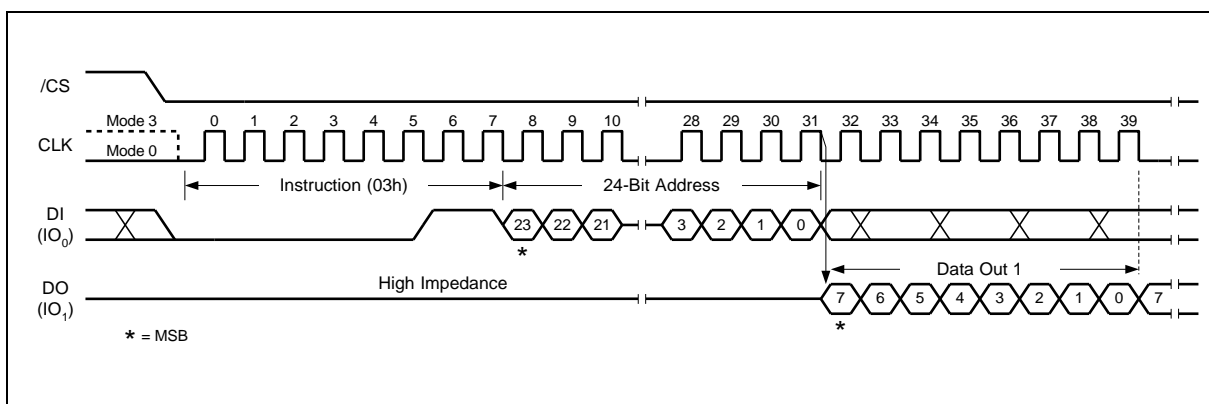 /CS
Mode 3
0 1 2 3 4 5 6 7 8 9 10 28 29 30 31 32 33 34 35 36 37 38 39
CLK
Mode 0
Instruction (03h)
24-Bit Address
DI
(IO0)
23 22 21 3 2 1 0
*
High Impedance
Data Out 1
DO
(IO1)
7 6 5 4 3 2 1 0 7
*
* = MSB